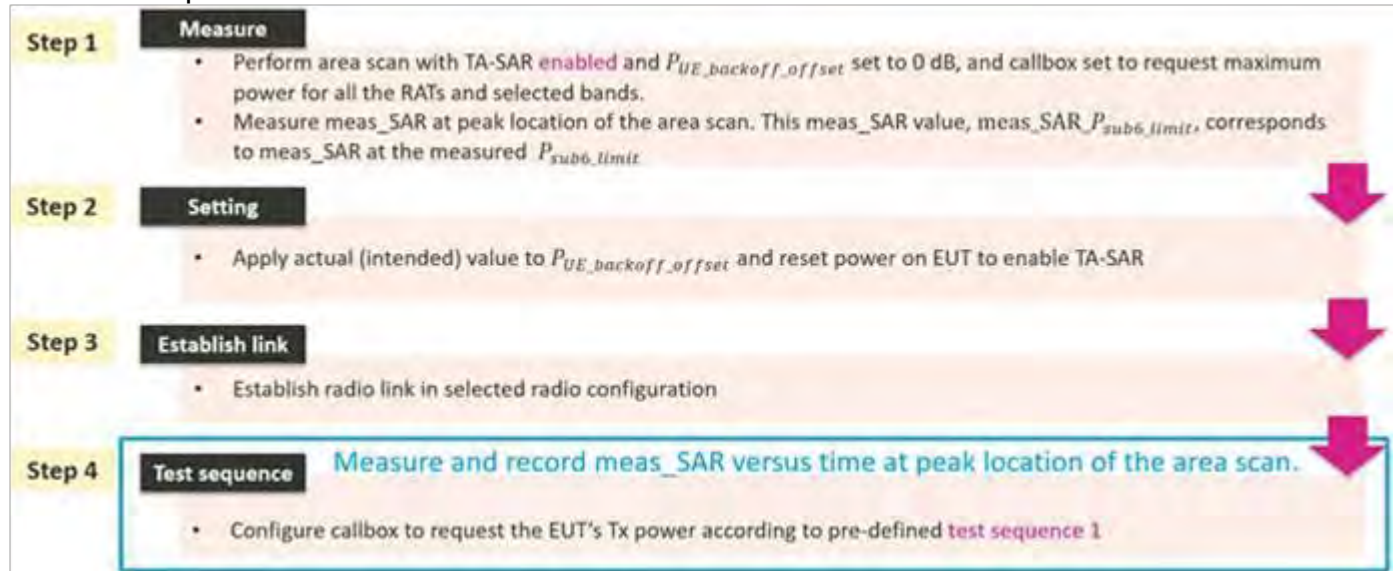 Step 1
Measure
• Perform area scan with TA-SAR enabled and P_UE_backoff_offset set to 0 dB, and callbox set to request maximum
power for all the RATs and selected bands.
• Measure meas_SAR at peak location of the area scan. This meas_SAR value, meas_SAR_P_sub6_limit, corresponds
to meas_SAR at the measured P_sub6_limit
Step 2
Setting
• Apply actual (intended) value to P_UE_backoff_offset and reset power on EUT to enable TA-SAR
Step 3
Establish link
• Establish radio link in selected radio configuration
Step 4
Test sequence
Measure and record meas_SAR versus time at peak location of the area scan.
• Configure callbox to request the EUT's Tx power according to pre-defined test sequence 1